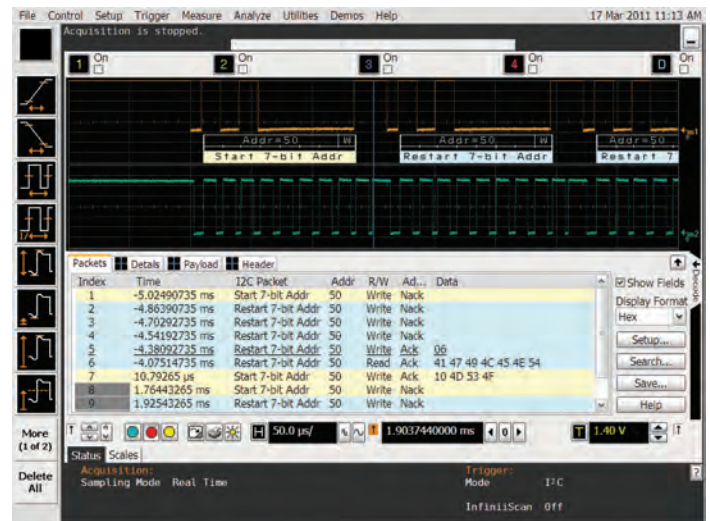 File Control Setup Trigger Measure Analyze Utilities Demos Help 17 Mar 2011 11:13 AM
Acquisition is stopped.
1 On 2 On 3 On 4 On D On
Addr=50 W Addr=50 W Addr=50
Start 7-bit Addr Restart 7-bit Addr Restart 7
Packets Details Payload Header
Index Time I2C Packet Addr R/W Ad... Data
1 -5.02490735 ms Start 7-bit Addr 50 Write Nack
2 -4.86390735 ms Restart 7-bit Addr 50 Write Nack
3 -4.70292735 ms Restart 7-bit Addr 50 Write Nack
4 -4.54192735 ms Restart 7-bit Addr 50 Write Nack
5 -4.38092735 ms Restart 7-bit Addr 50 Write Ack 06
6 -4.07514735 ms Restart 7-bit Addr 50 Read Ack 41 47 49 4C 45 4E 54
7 10.79265 µs Start 7-bit Addr 50 Write Ack 10 4D 53 4F
8 1.76443265 ms Start 7-bit Addr 50 Write Nack
9 1.92543265 ms Restart 7-bit Addr 50 Write Nack
Decode
Show Fields
Display Format
Hex
Setup...
Search...
Save...
Help
More
(1 of 2)
Delete
All
H 50.0 µs/ 1.9037440000 ms 0 T 1.40 V
Status Scales
Acquisition: Trigger:
Sampling Mode Real Time Mode I²C
InfiniiScan Off